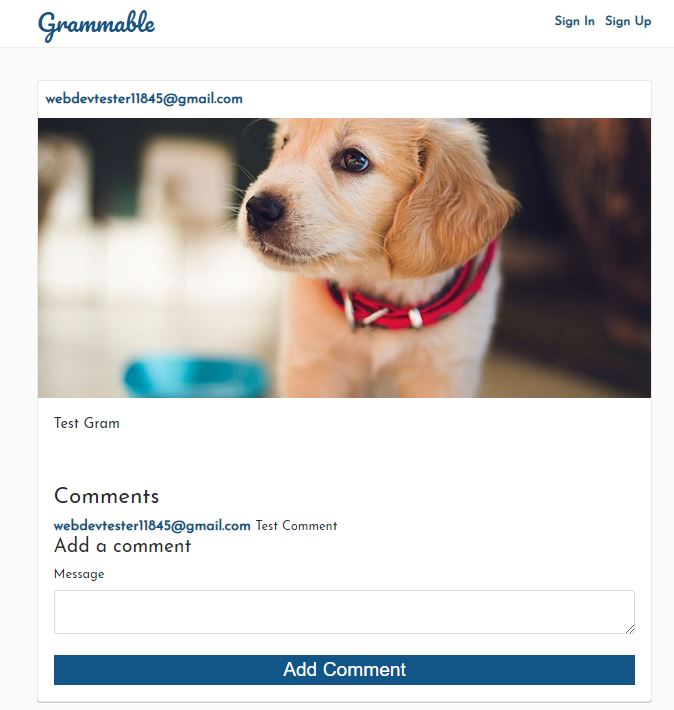 Grammable
Sign In Sign Up
webdevtester11845@gmail.com
Test Gram
Comments
webdevtester11845@gmail.com Test Comment
Add a comment
Message
Add Comment